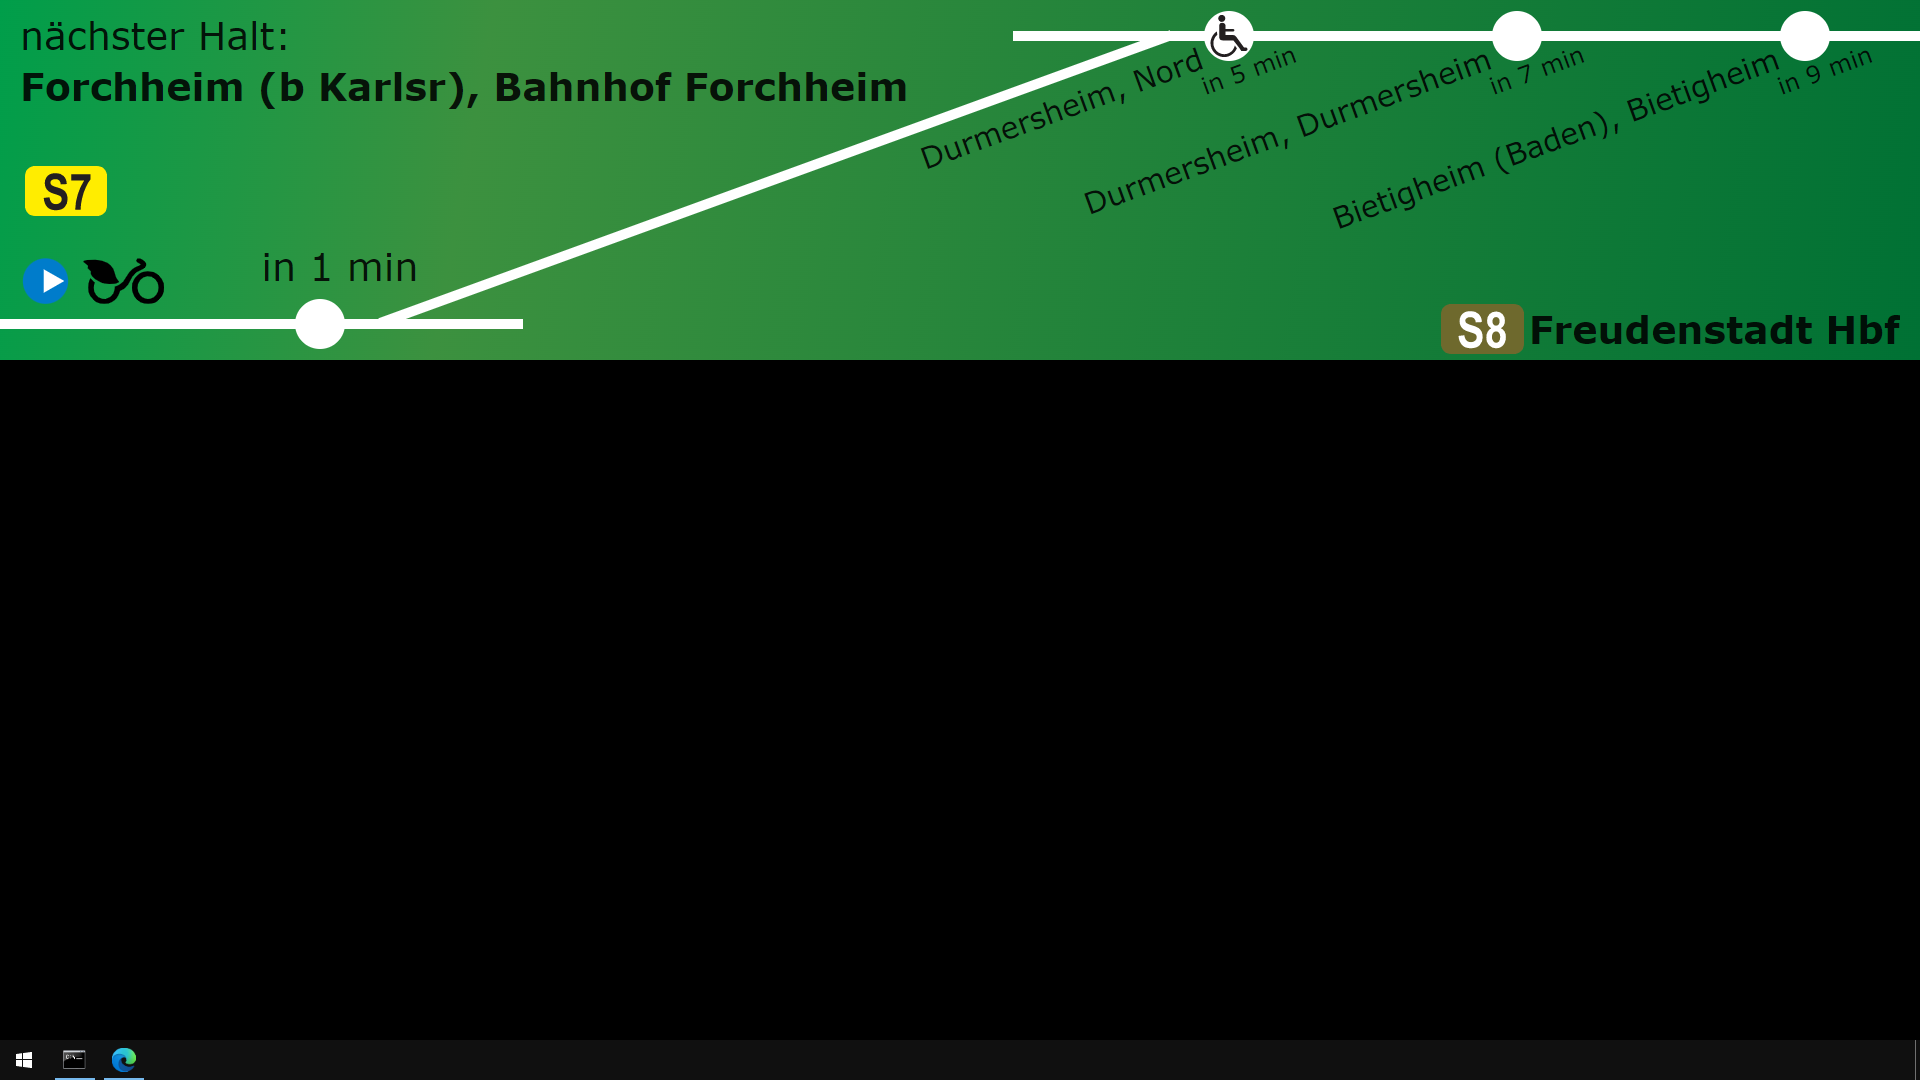 nächster Halt:
Forchheim (b Karlsr), Bahnhof Forchheim
S7
in 1 min
Durmersheim, Nord
in 5 min
Durmersheim, Durmersheim
in 7 min
Bietigheim (Baden), Bietigheim
in 9 min
S8 Freudenstadt Hbf